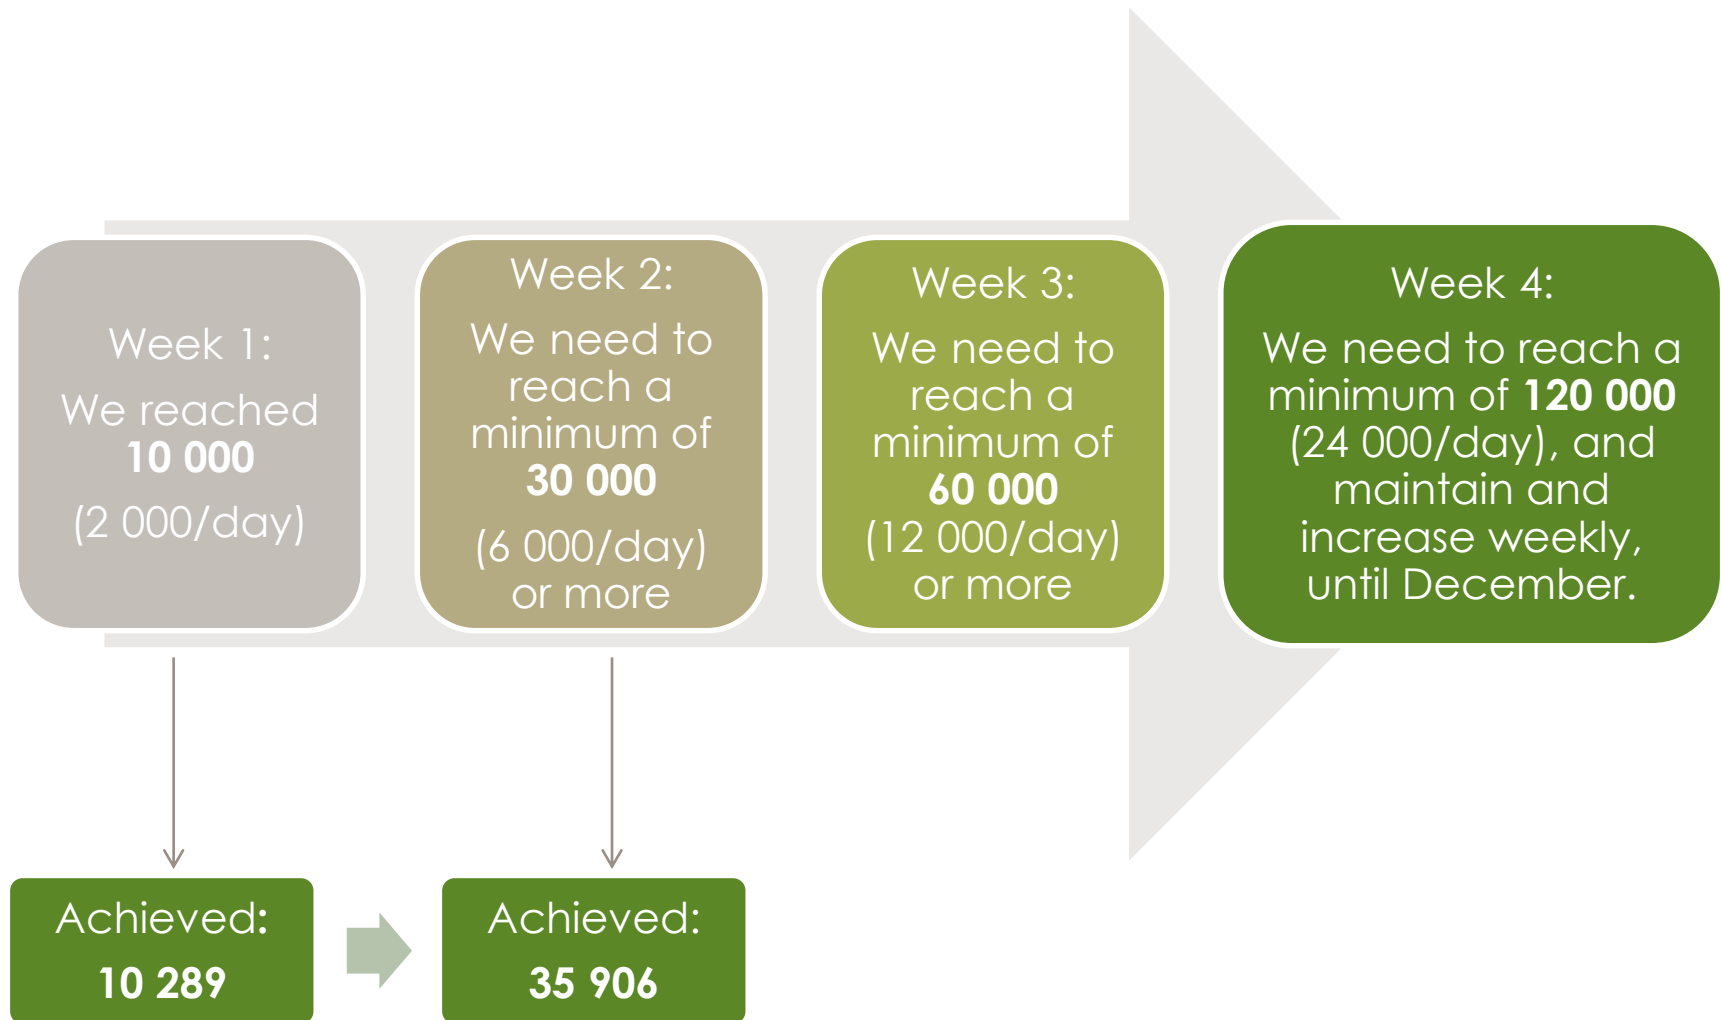 Week 1:
We reached
10 000
(2 000/day)
Week 2:
We need to
reach a
minimum of
30 000
(6 000/day)
or more
Week 3:
We need to
reach a
minimum of
60 000
(12 000/day)
or more
Week 4:
We need to reach a
minimum of 120 000
(24 000/day), and
maintain and
increase weekly,
until December.
Achieved:
10 289
Achieved:
35 906